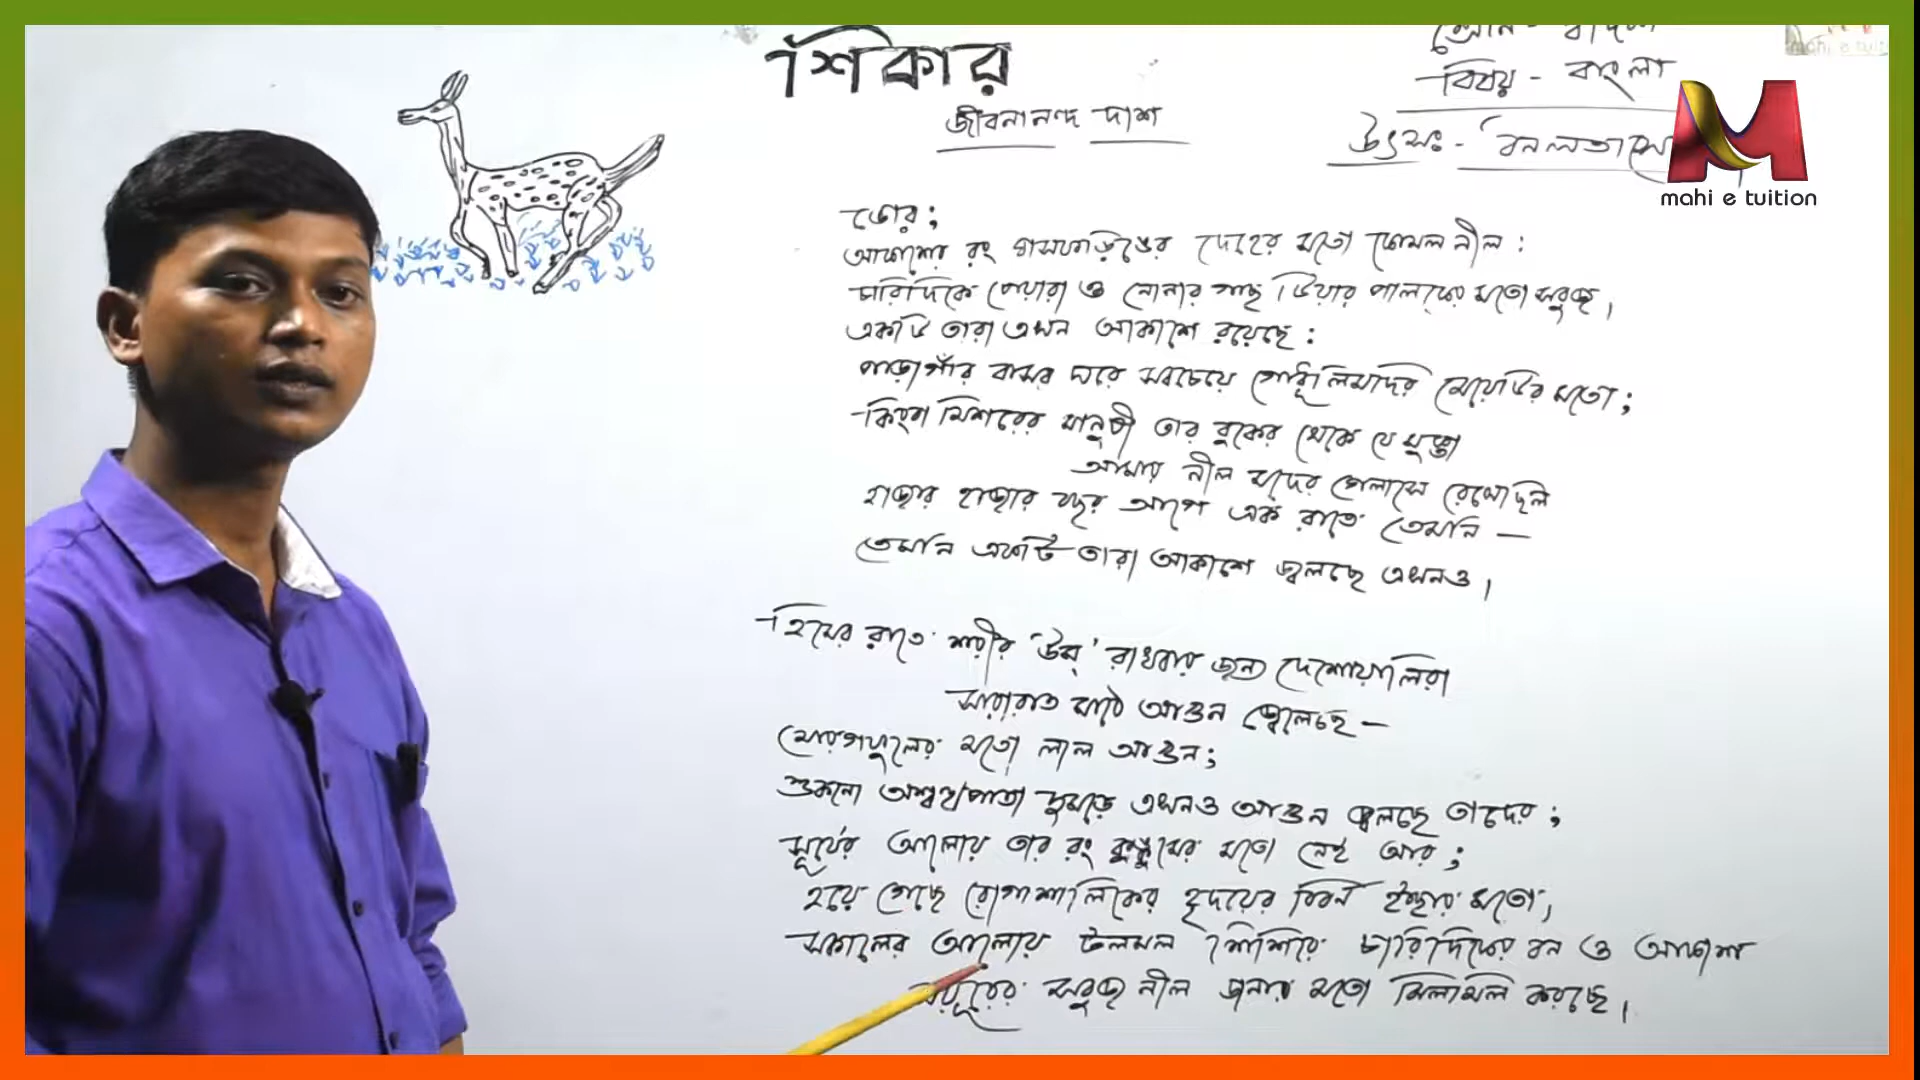 শিকার
জীবনানন্দ দাশ
শ্রেণি - দ্বাদশ
বিষয় - বাংলা
উৎসঃ - 'বনলতা সে
mahi e tuition
ভোর;
আকাশের রং ঘাসফড়িঙের দেহের মতো কোমল নীল:
চারিদিকে পেয়ারা ও নোনার গাছ টিয়ার পালকের মতো সবুজ,
একটি তারা এখন আকাশে রয়েছে:
পাড়াগাঁর বাসর ঘরে সবচেয়ে গোধূলিমদির মেয়েটির মতো;
কিংবা মিশরের মানুষী তার বুকের থেকে যে মুক্তা
আমার নীল মদের গেলাসে রেখেছিল
হাজার হাজার বছর আগে এক রাতে তেমনি—
তেমনি একটি তারা আকাশে জ্বলছে এখনও।
হিমের রাতে শরীর 'উম্' রাখবার জন্য দেশোয়ালিরা
সারারাত মাঠে আগুন জ্বেলেছে—
মোরগফুলের মতো লাল আগুন;
শুকনো অশ্বত্থপাতা দুমড়ে এখনও আগুন জ্বলছে তাদের;
সূর্যের আলোয় তার রং কুঙ্কুমের মতো নেই আর;
হয়ে গেছে রোগা শালিকের হৃদয়ের বিবর্ণ ইচ্ছার মতো,
সকালের আলোয় টলমল শিশিরে চারিদিকের বন ও আকাশ
ময়ূরের সবুজ নীল ডানার মতো ঝিলমিল করছে।